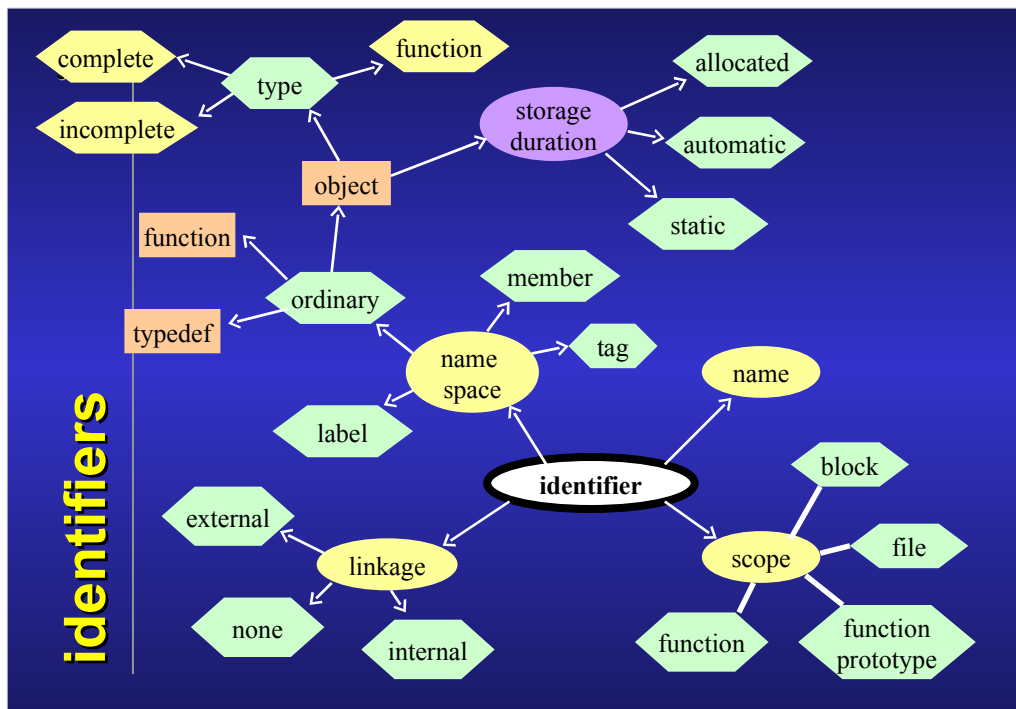 complete
function
allocated
type
storage
duration
incomplete
automatic
object
static
function
member
ordinary
typedef
tag
name
space
name
label
block
identifier
external
file
scope
linkage
none
internal
function
function
prototype
identifiers